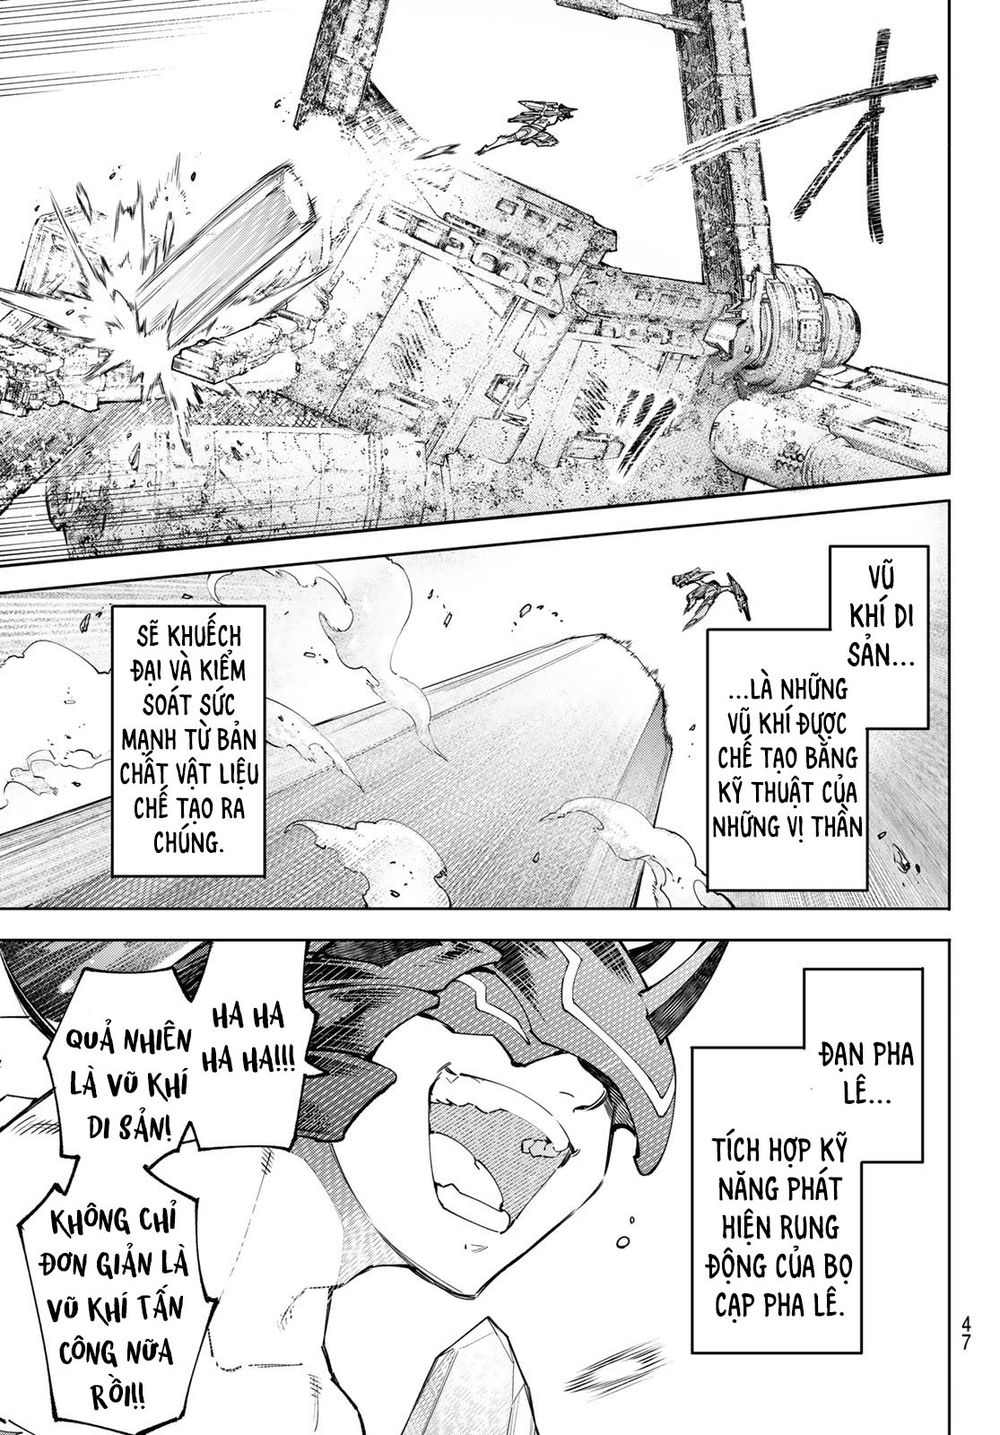 VŨ
KHÍ DI
SẢN...
...LÀ NHỮNG
VŨ KHÍ ĐƯỢC
CHẾ TẠO BẰNG
KỸ THUẬT CỦA
NHỮNG VỊ THẦN
SẼ KHUẾCH
ĐẠI VÀ KIỂM
SOÁT SỨC
MẠNH TỪ BẢN
CHẤT VẬT LIỆU
CHẾ TẠO RA
CHÚNG.
ĐẠN PHA
LÊ...
TÍCH HỢP KỸ
NĂNG PHÁT
HIỆN RUNG
ĐỘNG CỦA BỌ
CẠP PHA LÊ.
HA HA
HA HA!!!
QUẢ NHIÊN
LÀ VŨ KHÍ
DI SẢN!
KHÔNG CHỈ
ĐƠN GIẢN LÀ
VŨ KHÍ TẤN
CÔNG NỮA
RỒI!!
47